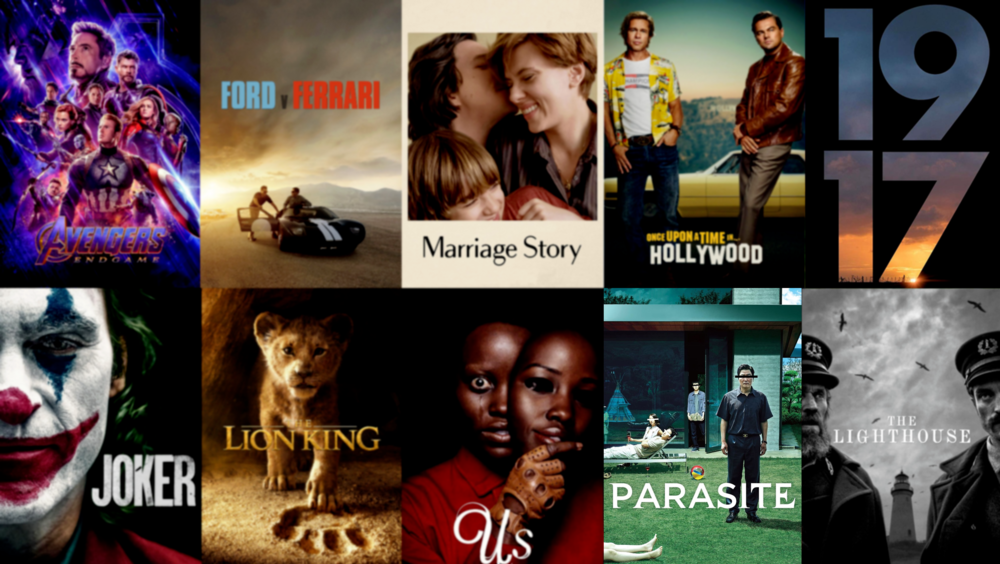 AVENGERS
ENDGAME
FORD v FERRARI
Marriage Story
ONCE UPON A TIME IN...
HOLLYWOOD
19
17
JOKER
THE
LION KING
Us
PARASITE
THE
LIGHTHOUSE